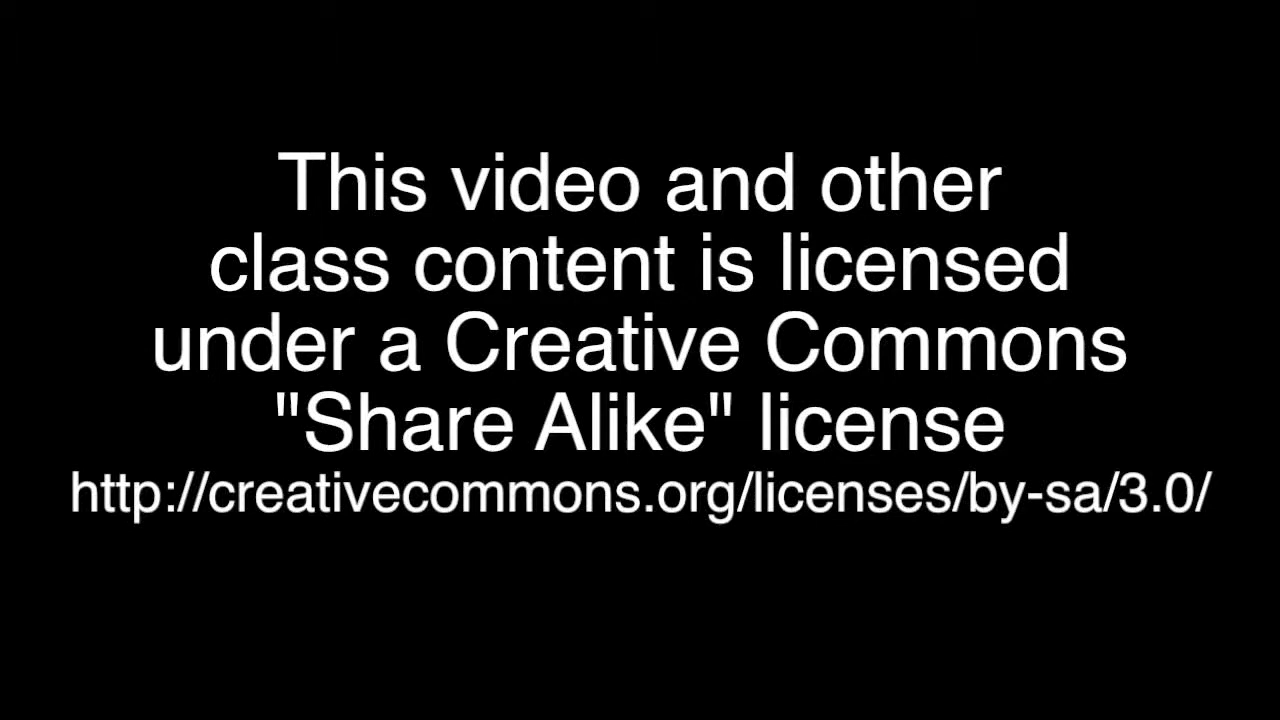 This video and other
class content is licensed
under a Creative Commons
"Share Alike" license
http://creativecommons.org/licenses/by-sa/3.0/